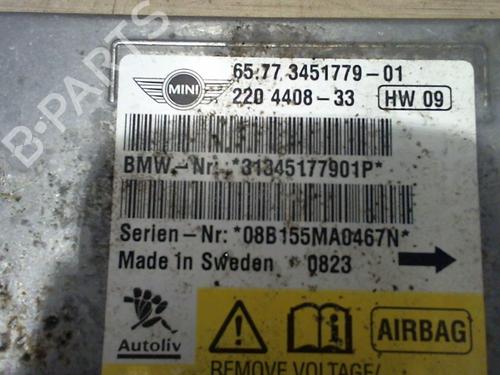 B-PARTS
MINI
65.77 3451779-01
220 4408-33 HW 09
BMW.-Nr: *31345177901P*
Serien-Nr: *08B155MA0467N*
Made in Sweden 0823
Autoliv
AIRBAG
REMOVE VOLTAGE/